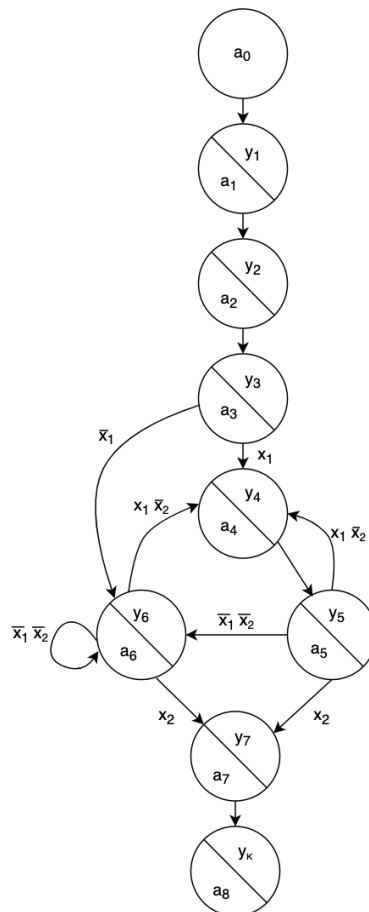 a₀
y₁
a₁
y₂
a₂
y₃
a₃
x̅₁
x₁
x₁ x̅₂
y₄
a₄
x₁ x̅₂
x̅₁ x̅₂
y₆
a₆
x̅₁ x̅₂
y₅
a₅
x₂
y₇
x₂
a₇
yₖ
a₈